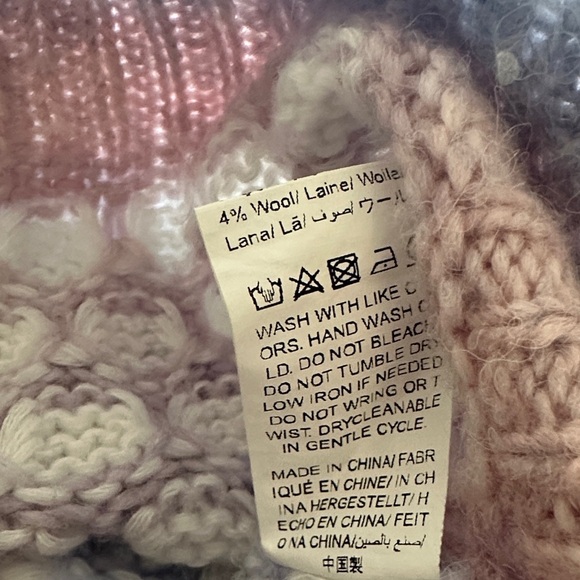 4% Wool/ Laine/ Wolle
Lana/ Lã/ صوف/ ウール
WASH WITH LIKE C
ORS. HAND WASH C
LD. DO NOT BLEACH
DO NOT TUMBLE DRY
LOW IRON IF NEEDED
DO NOT WRING OR T
WIST. DRYCLEANABLE
IN GENTLE CYCLE.
MADE IN CHINA/ FABR
IQUÉ EN CHINE/ IN CH
INA HERGESTELLT/ H
ECHO EN CHINA/ FEIT
O NA CHINA/صنع بالصين/
中国製